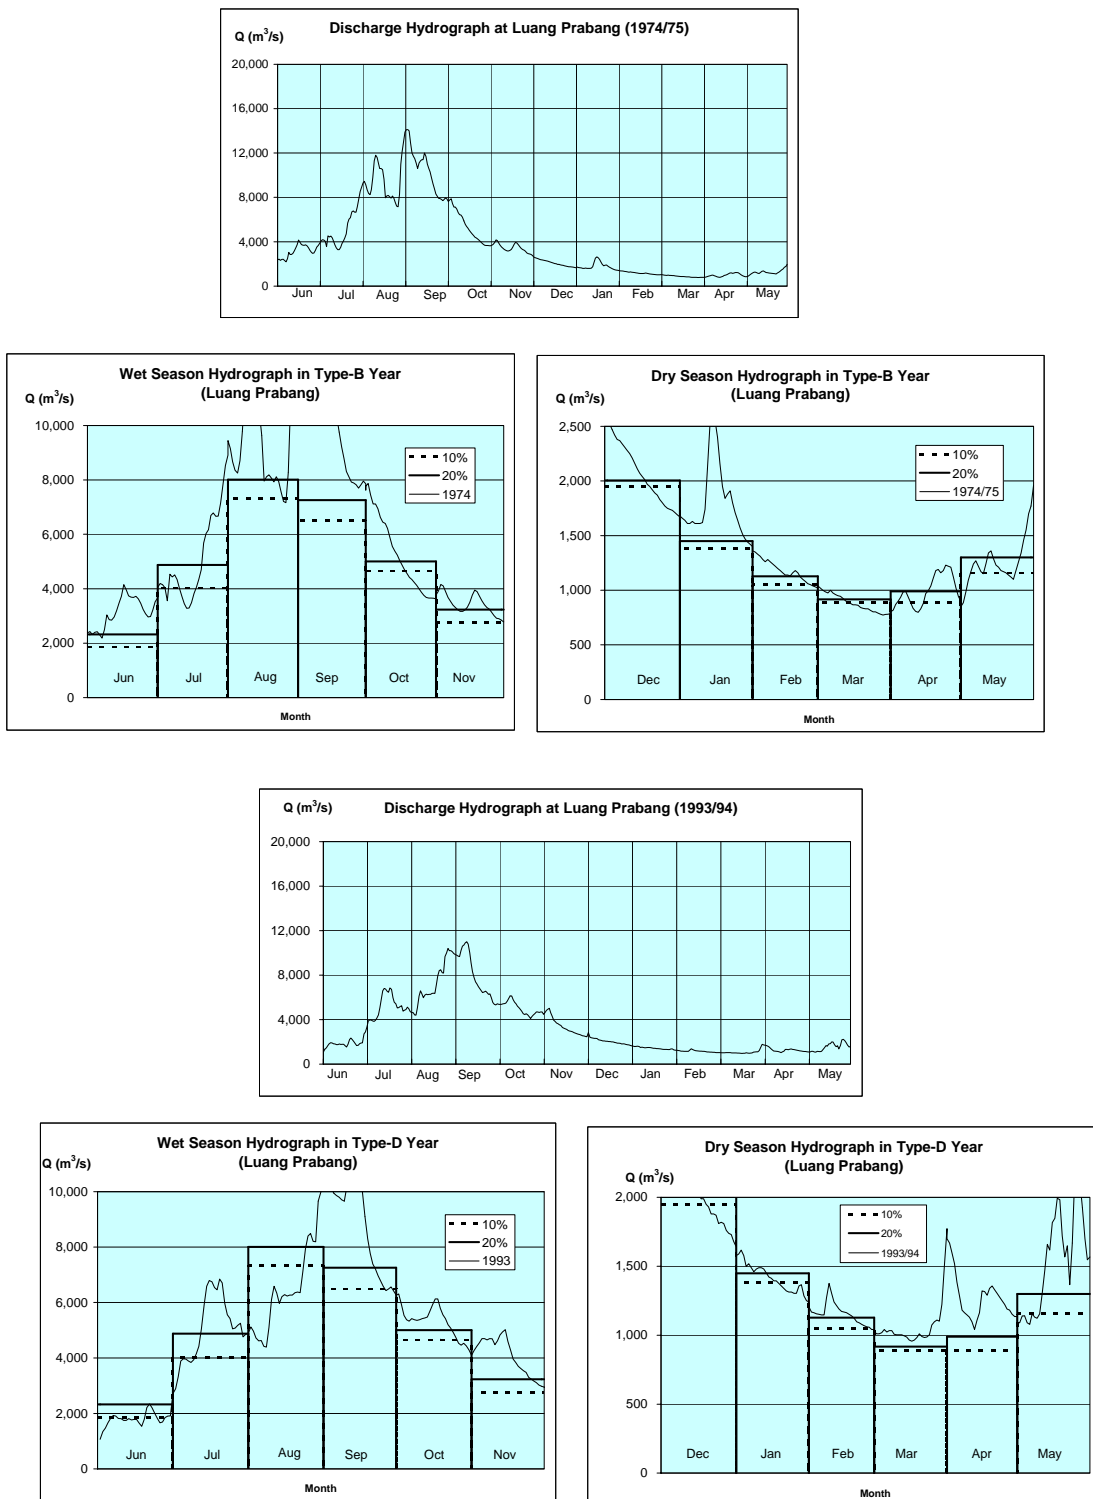 Discharge Hydrograph at Luang Prabang (1974/75)
Q (m³/s)
20,000
16,000
12,000
8,000
4,000
0
Jun Jul Aug Sep Oct Nov Dec Jan Feb Mar Apr May
Wet Season Hydrograph in Type-B Year
(Luang Prabang)
Q (m³/s)
10,000
8,000
6,000
4,000
2,000
0
10%
20%
1974
Jun Jul Aug Sep Oct Nov
Month
Dry Season Hydrograph in Type-B Year
(Luang Prabang)
Q (m³/s)
2,500
2,000
1,500
1,000
500
0
10%
20%
1974/75
Dec Jan Feb Mar Apr May
Month
Discharge Hydrograph at Luang Prabang (1993/94)
Q (m³/s)
20,000
16,000
12,000
8,000
4,000
0
Jun Jul Aug Sep Oct Nov Dec Jan Feb Mar Apr May
Wet Season Hydrograph in Type-D Year
(Luang Prabang)
Q (m³/s)
10,000
8,000
6,000
4,000
2,000
0
10%
20%
1993
Jun Jul Aug Sep Oct Nov
Month
Dry Season Hydrograph in Type-D Year
(Luang Prabang)
Q (m³/s)
2,000
1,500
1,000
500
0
10%
20%
1993/94
Dec Jan Feb Mar Apr May
Month